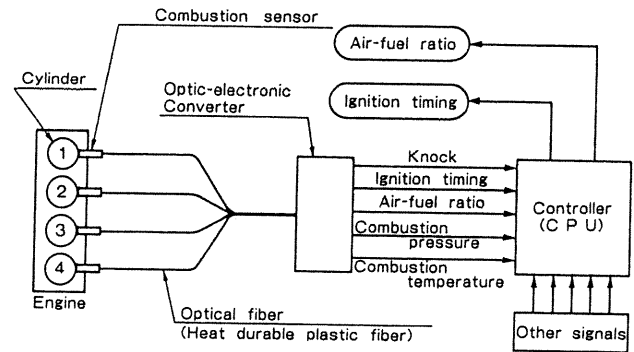 Combustion sensor
Air-fuel ratio
Cylinder
Optic-electronic
Converter
Ignition timing
1
2
3
4
Engine
Knock
Ignition timing
Air-fuel ratio
Combustion
pressure
Combustion
temperature
Controller
(C P U)
Optical fiber
(Heat durable plastic fiber)
Other signals